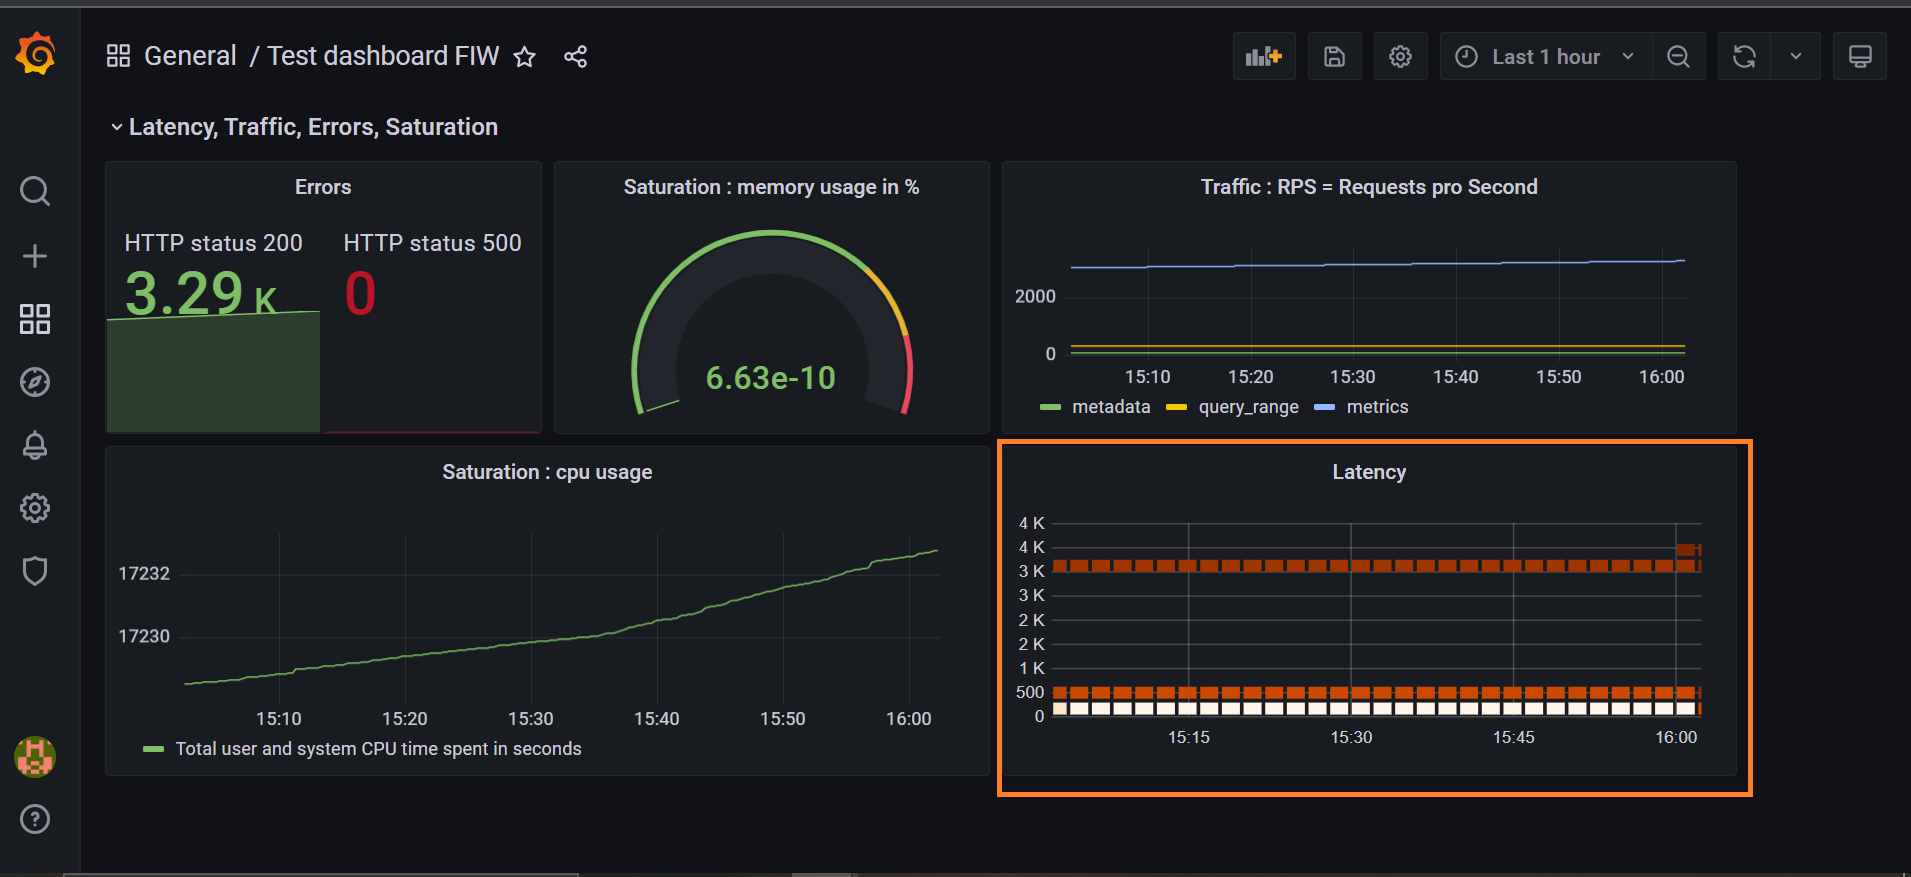 General / Test dashboard FIW
Last 1 hour
Latency, Traffic, Errors, Saturation
Errors
HTTP status 200
3.29 K
HTTP status 500
0
Saturation : memory usage in %
6.63e-10
Traffic : RPS = Requests pro Second
2000
0
15:10 15:20 15:30 15:40 15:50 16:00
metadata query_range metrics
Saturation : cpu usage
17232
17230
15:10 15:20 15:30 15:40 15:50 16:00
Total user and system CPU time spent in seconds
Latency
4 K
4 K
3 K
3 K
2 K
2 K
1 K
500
0
15:15 15:30 15:45 16:00